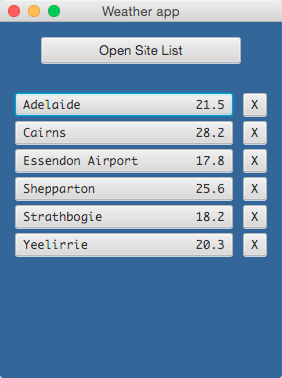 Weather app
Open Site List
Adelaide 21.5 X
Cairns 28.2 X
Essendon Airport 17.8 X
Shepparton 25.6 X
Strathbogie 18.2 X
Yeelirrie 20.3 X